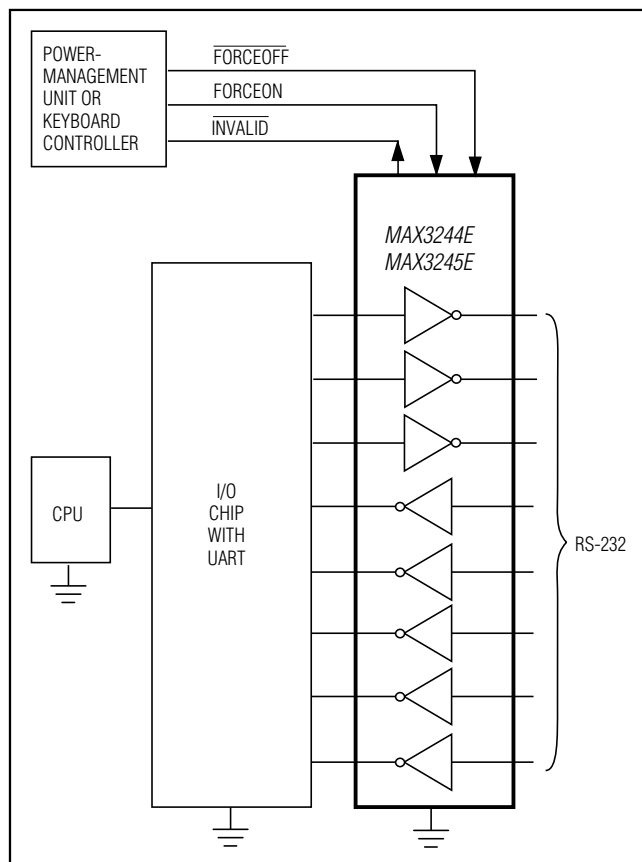 POWER-
MANAGEMENT
UNIT OR
KEYBOARD
CONTROLLER
FORCEOFF
FORCEON
INVALID
MAX3244E
MAX3245E
CPU
I/O
CHIP
WITH
UART
RS-232